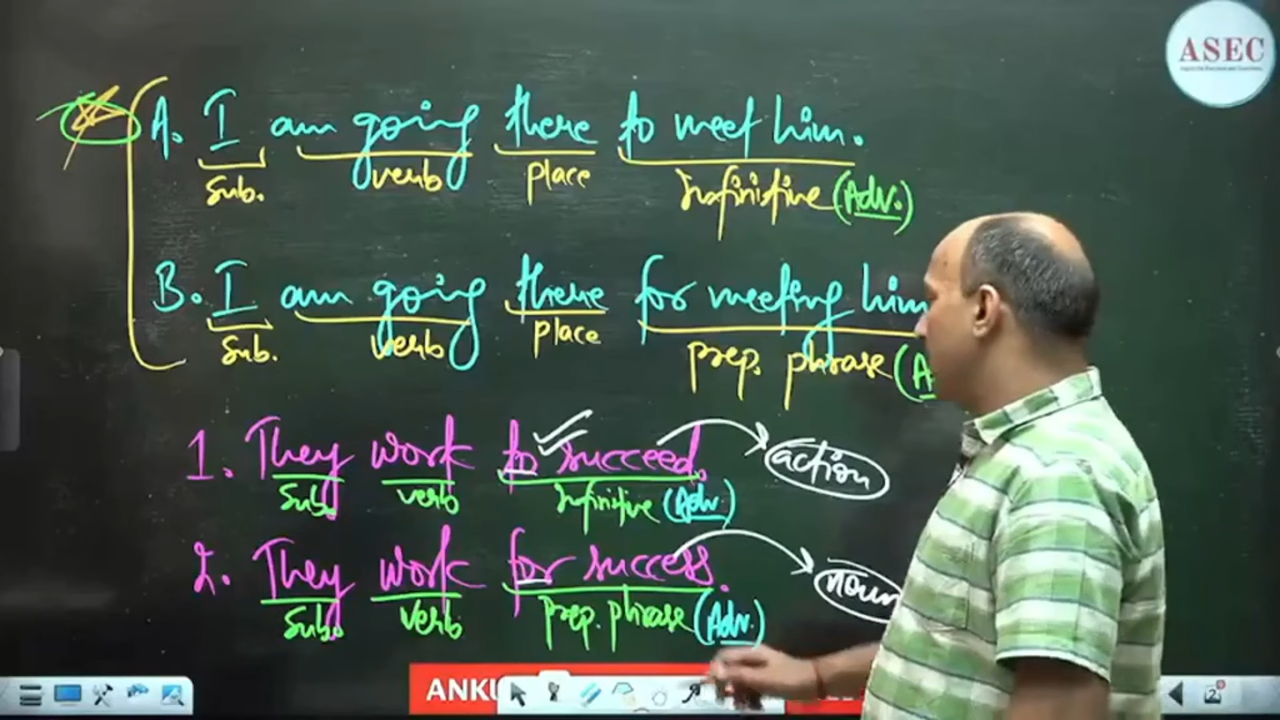 ASEC
A. I am going there to meet him.
Sub. verb place Infinitive (Adv.)
B. I am going there for meeting him
Sub. verb place prep. phrase (A
1. They work to succeed. action
Sub. verb Infinitive (Adv.)
2. They work for success. noun
Sub. verb prep. phrase (Adv.)
ANKU
2